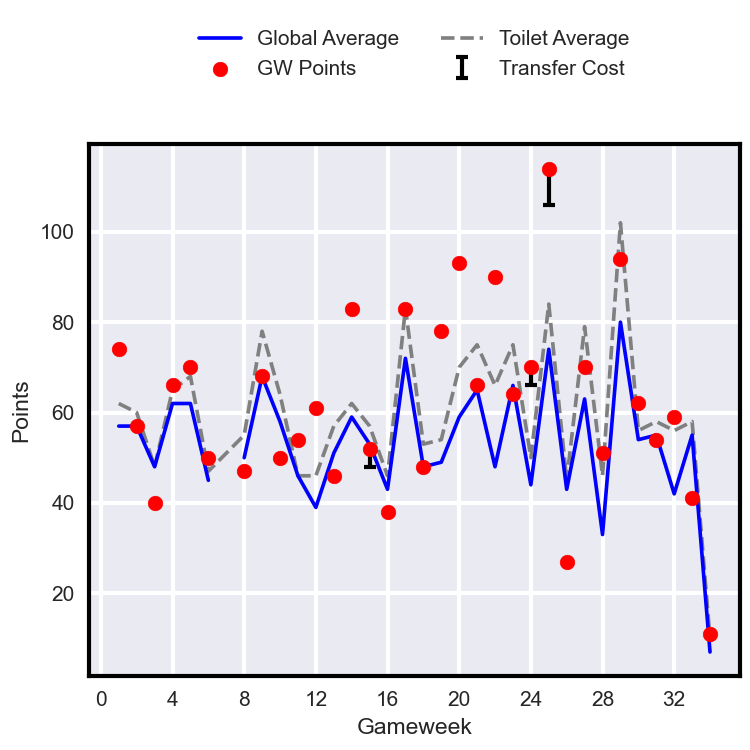 Global Average
Toilet Average
GW Points
Transfer Cost
100
80
60
40
20
Points
0 4 8 12 16 20 24 28 32
Gameweek